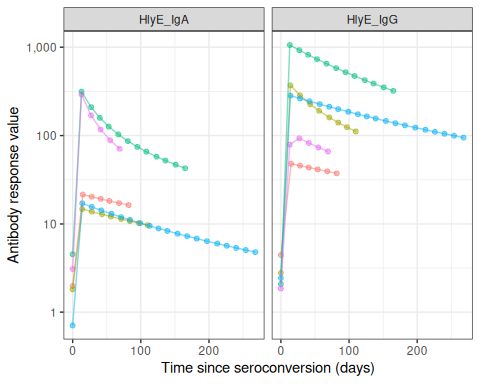 HlyE_IgA
HlyE_IgG
Antibody response value
1,000
100
10
1
0
100
200
0
100
200
Time since seroconversion (days)